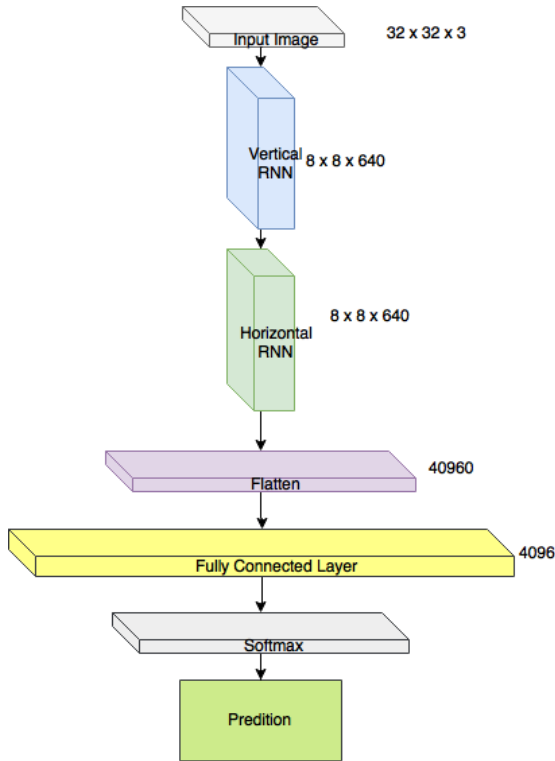 Input Image
32 x 32 x 3
Vertical
RNN
8 x 8 x 640
Horizontal
RNN
8 x 8 x 640
Flatten
40960
Fully Connected Layer
4096
Softmax
Predition